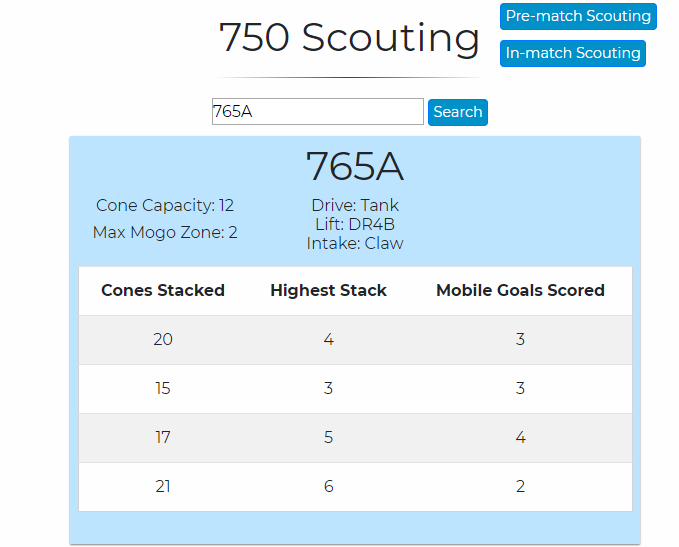 750 Scouting
Pre-match Scouting
In-match Scouting
765A Search
765A
Cone Capacity: 12
Max Mogo Zone: 2
Drive: Tank
Lift: DR4B
Intake: Claw
Cones Stacked Highest Stack Mobile Goals Scored
20 4 3
15 3 3
17 5 4
21 6 2